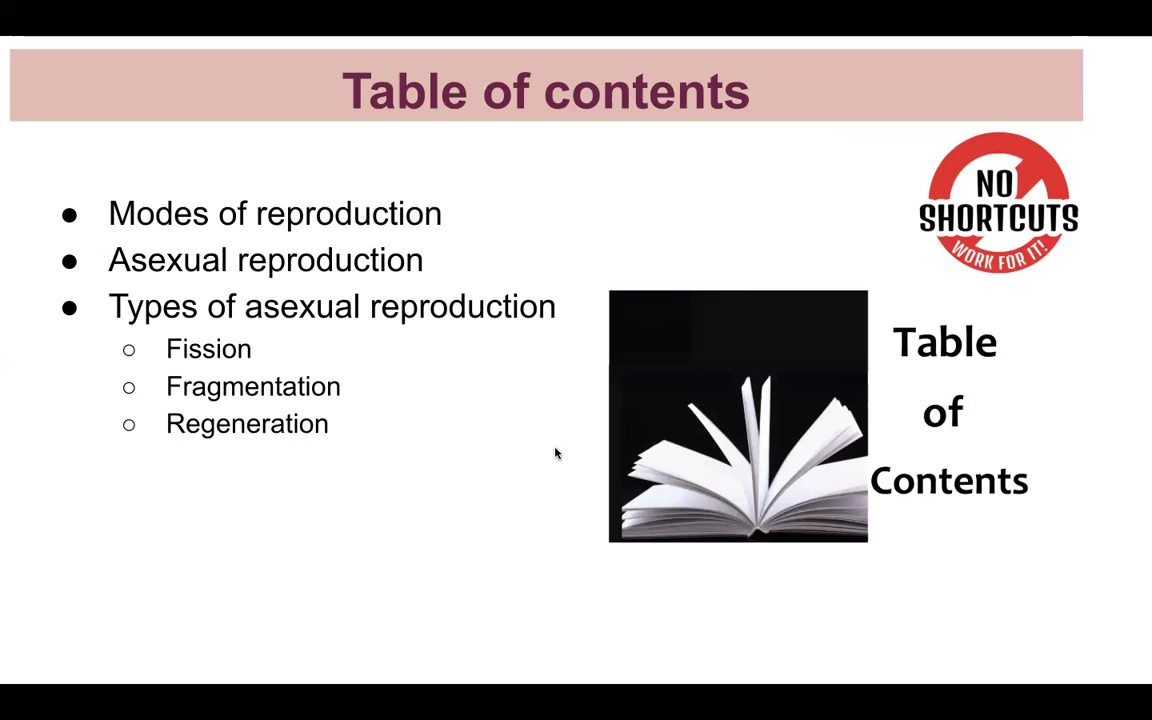 Table of contents
● Modes of reproduction
● Asexual reproduction
● Types of asexual reproduction
○ Fission
○ Fragmentation
○ Regeneration
NO
SHORTCUTS
WORK FOR IT!
Table
of
Contents